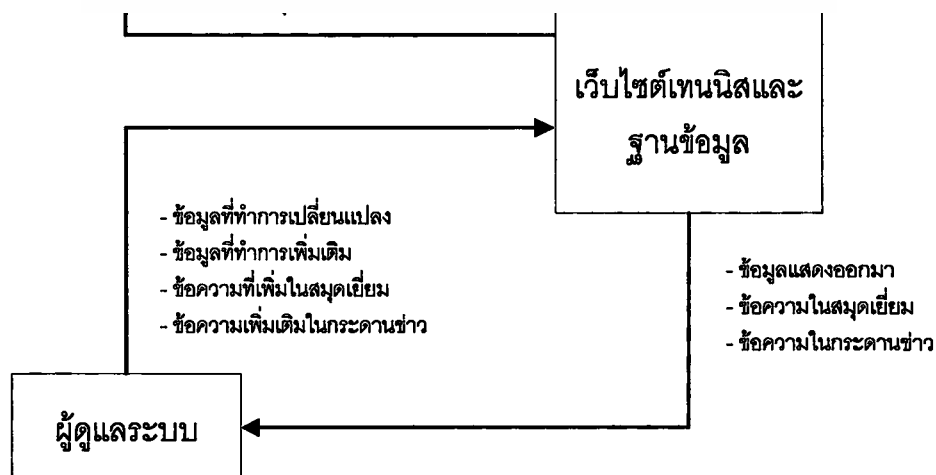 เว็บไซต์เทนนิสและ
ฐานข้อมูล
- ข้อมูลที่ทำการเปลี่ยนแปลง
- ข้อมูลที่ทำการเพิ่มเติม
- ข้อความที่เพิ่มในสมุดเยี่ยม
- ข้อความเพิ่มเติมในกระดานข่าว
- ข้อมูลแสดงออกมา
- ข้อความในสมุดเยี่ยม
- ข้อความในกระดานข่าว
ผู้ดูแลระบบ